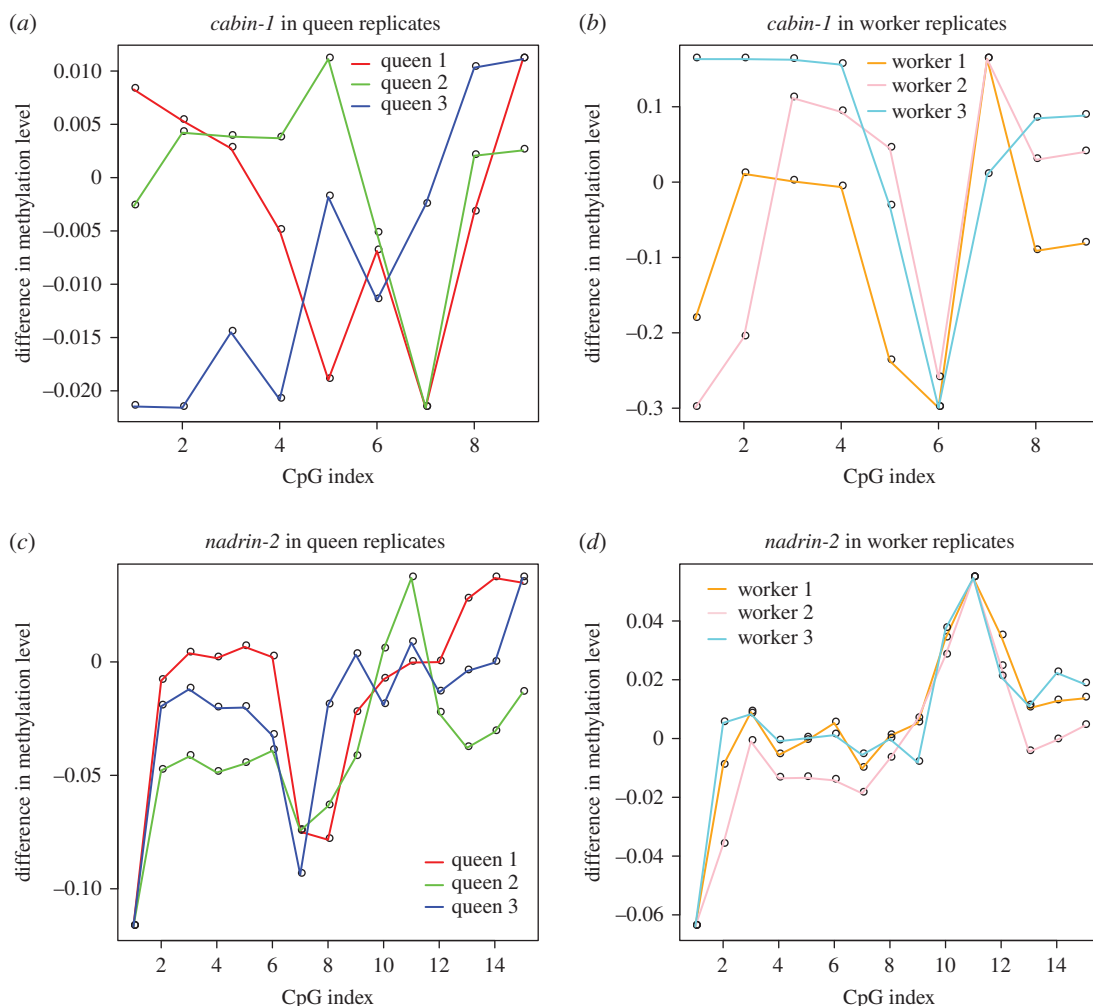 (a)
cabin-1 in queen replicates
queen 1
queen 2
queen 3
0.010
0.005
0
–0.005
–0.010
–0.015
–0.020
difference in methylation level
2 4 6 8
CpG index
(b)
cabin-1 in worker replicates
worker 1
worker 2
worker 3
0.1
0
–0.1
–0.2
–0.3
difference in methylation level
2 4 6 8
CpG index
(c)
nadrin-2 in queen replicates
0
–0.05
–0.10
difference in methylation level
queen 1
queen 2
queen 3
2 4 6 8 10 12 14
CpG index
(d)
nadrin-2 in worker replicates
worker 1
worker 2
worker 3
0.04
0.02
0
–0.02
–0.04
–0.06
difference in methylation level
2 4 6 8 10 12 14
CpG index